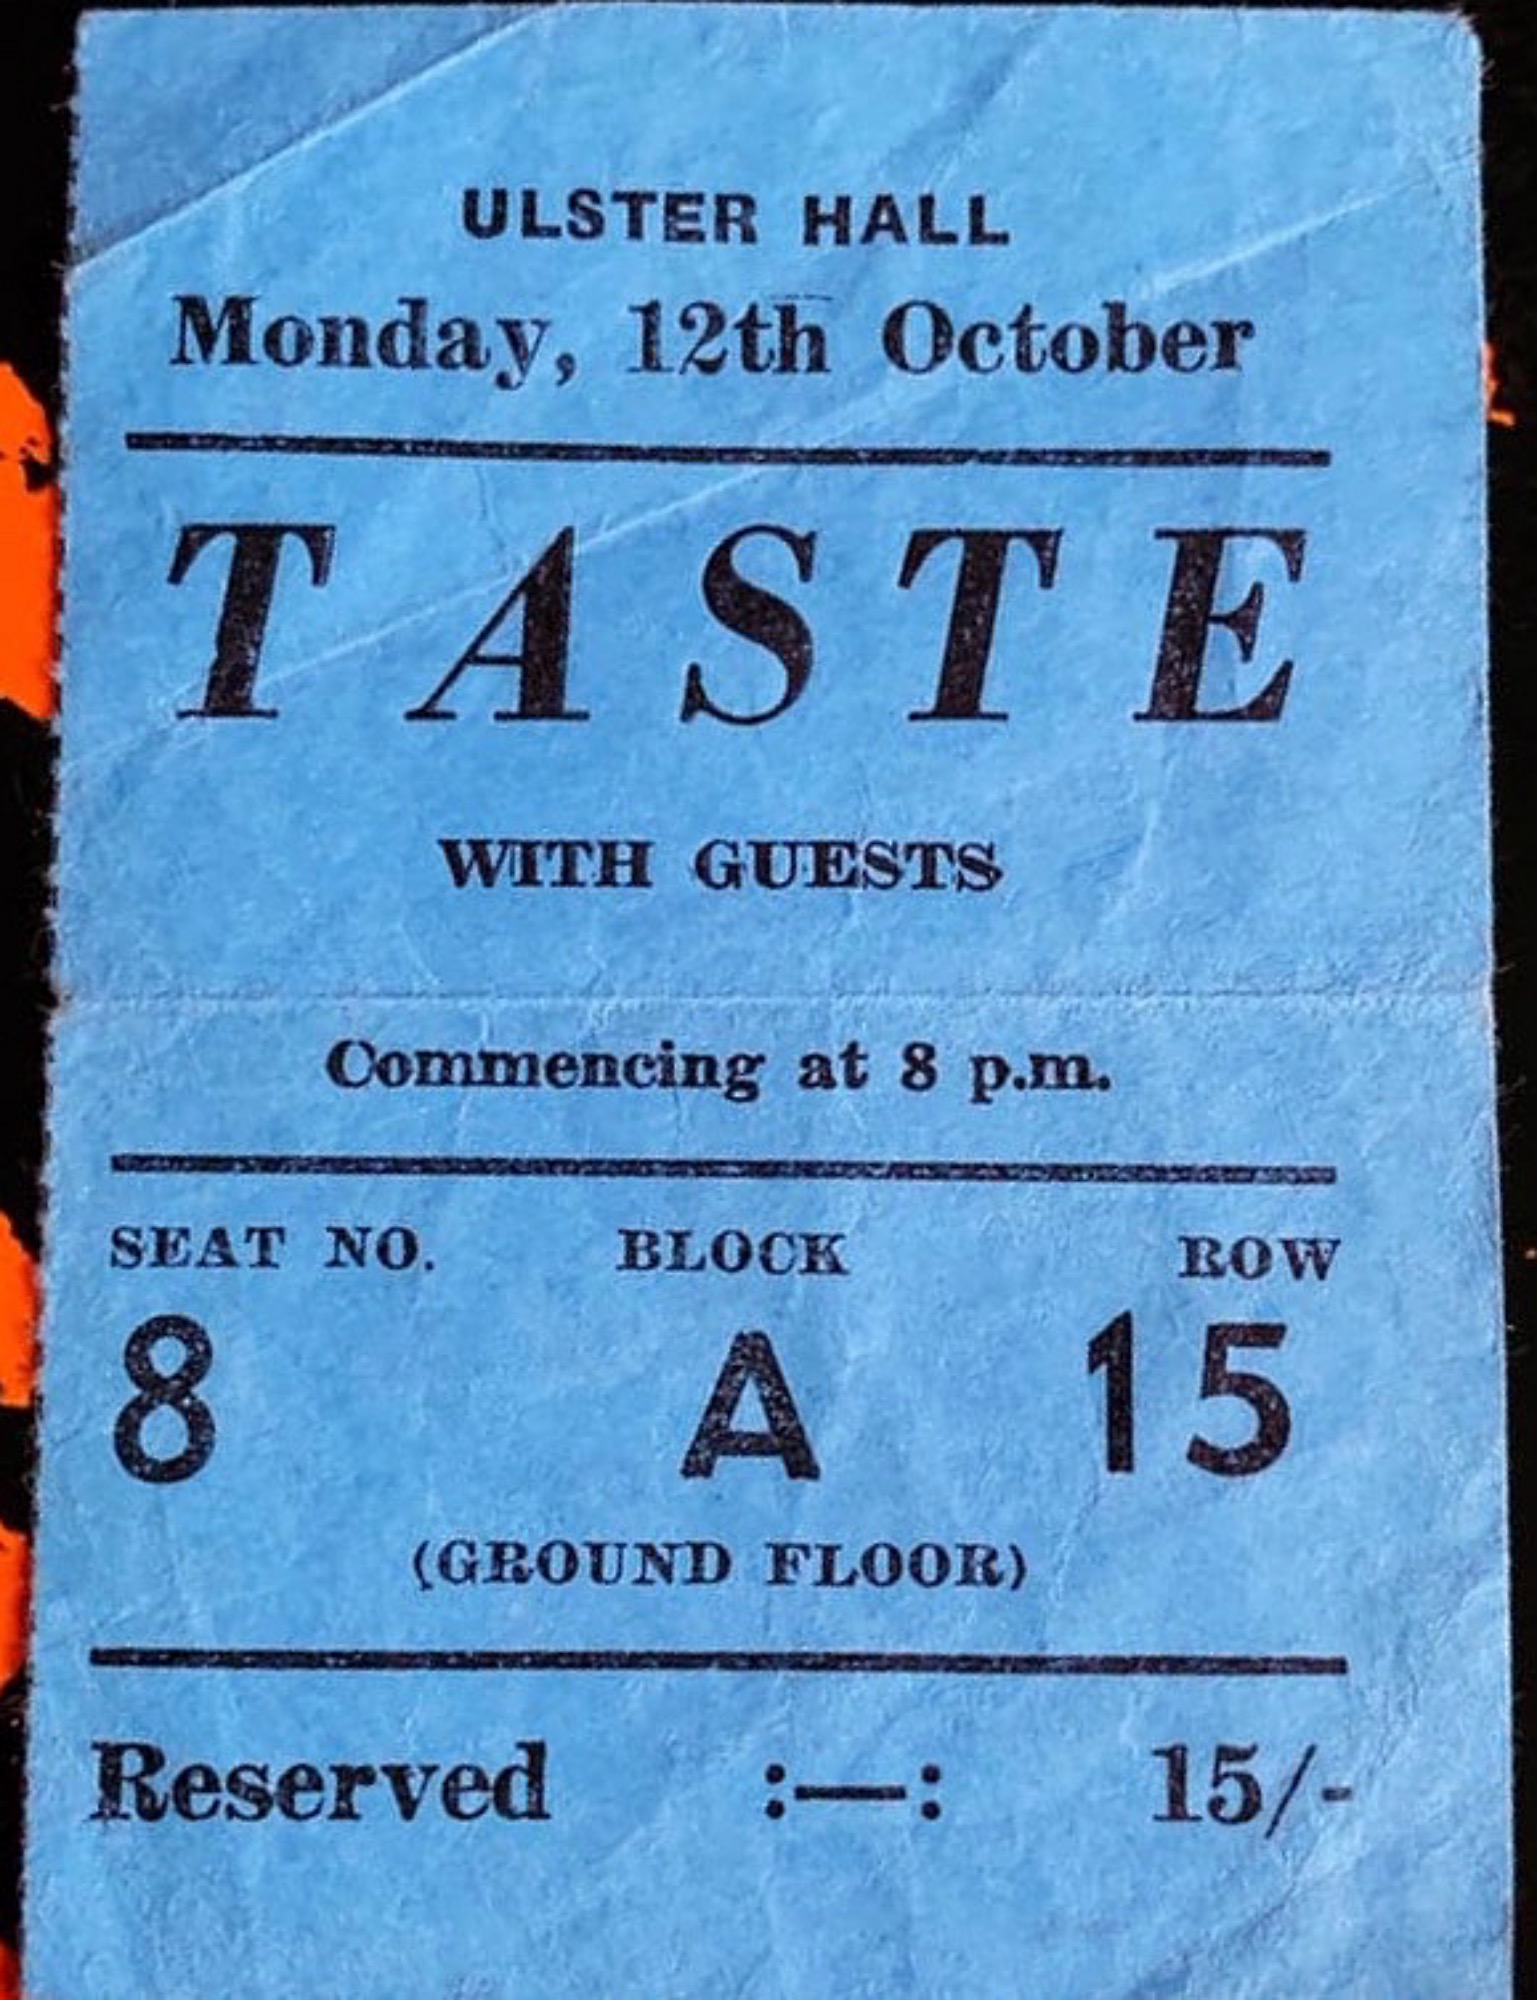 ULSTER HALL
Monday, 12th October
TASTE
WITH GUESTS
Commencing at 8 p.m.
SEAT NO. BLOCK ROW
8 A 15
(GROUND FLOOR)
Reserved :—: 15/-